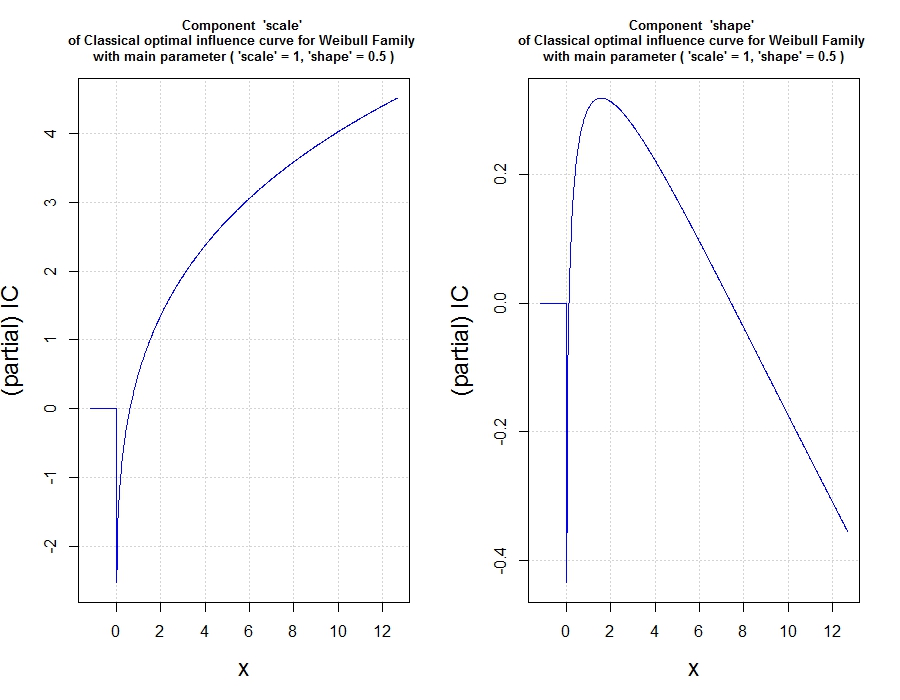 Component 'scale'
of Classical optimal influence curve for Weibull Family
with main parameter ( 'scale' = 1, 'shape' = 0.5 )
4
3
2
1
0
-1
-2
(partial) IC
0 2 4 6 8 10 12
x
Component 'shape'
of Classical optimal influence curve for Weibull Family
with main parameter ( 'scale' = 1, 'shape' = 0.5 )
0.2
0.0
-0.2
-0.4
(partial) IC
0 2 4 6 8 10 12
x